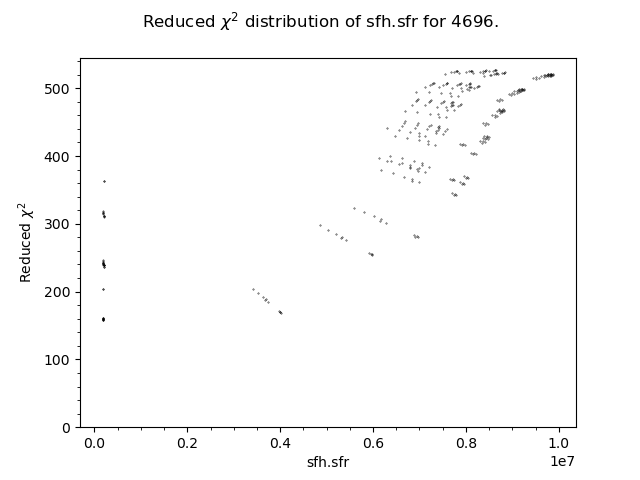 Reduced χ² distribution of sfh.sfr for 4696.
Reduced χ²
500
400
300
200
100
0
0.0 0.2 0.4 0.6 0.8 1.0
1e7
sfh.sfr